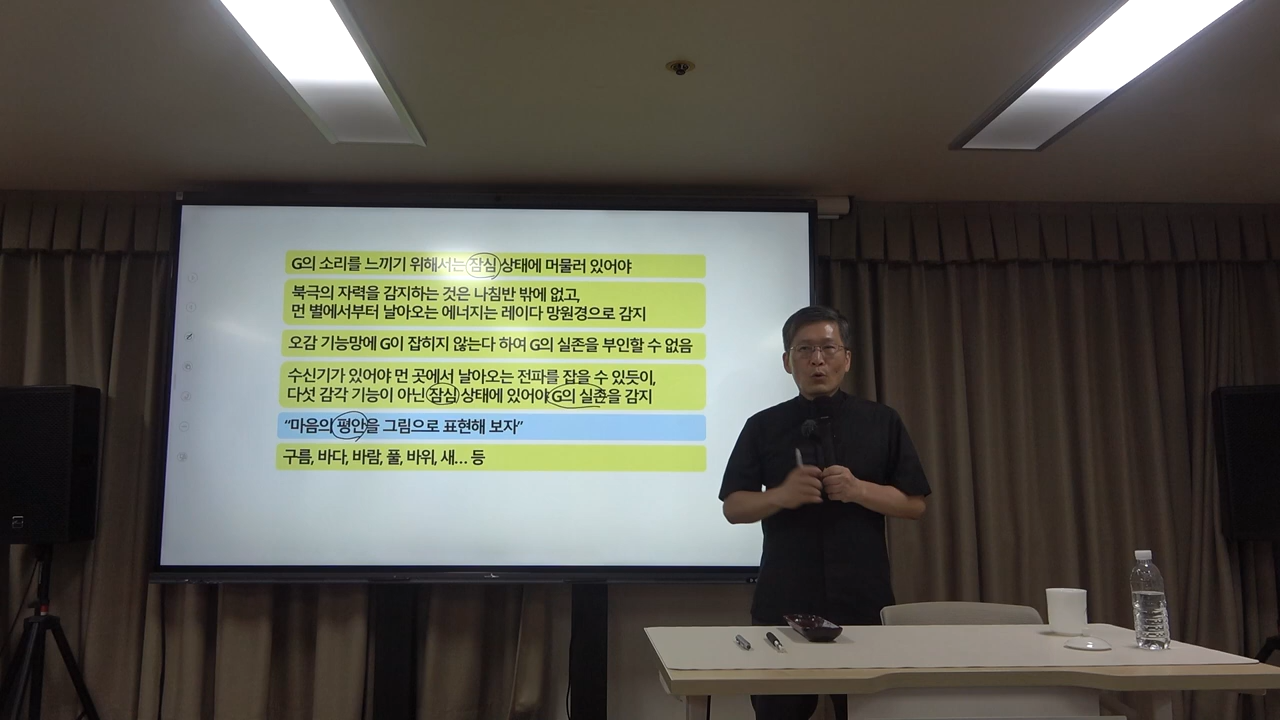 G의 소리를 느끼기 위해서는 잠심 상태에 머물러 있어야
북극의 자력을 감지하는 것은 나침반 밖에 없고,
먼 별에서부터 날아오는 에너지는 레이다 망원경으로 감지
오감 기능망에 G이 잡히지 않는다 하여 G의 실존을 부인할 수 없음
수신기가 있어야 먼 곳에서 날아오는 전파를 잡을 수 있듯이,
다섯 감각 기능이 아닌 잠심 상태에 있어야 G의 실존을 감지
“마음의 평안을 그림으로 표현해 보자”
구름, 바다, 바람, 풀, 바위, 새... 등